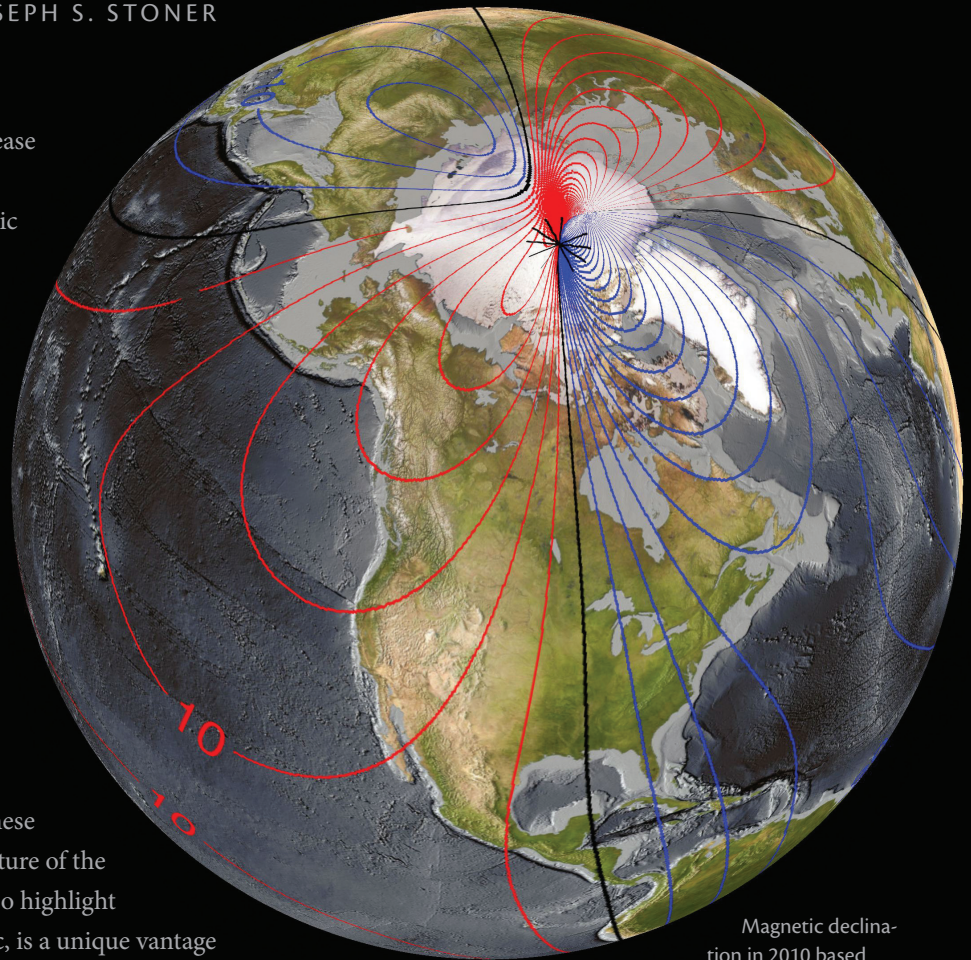 SEPH S. STONER
ease
ic
10
10
nese
ture of the
o highlight
c, is a unique vantage
Magnetic declina-
tion in 2010 based